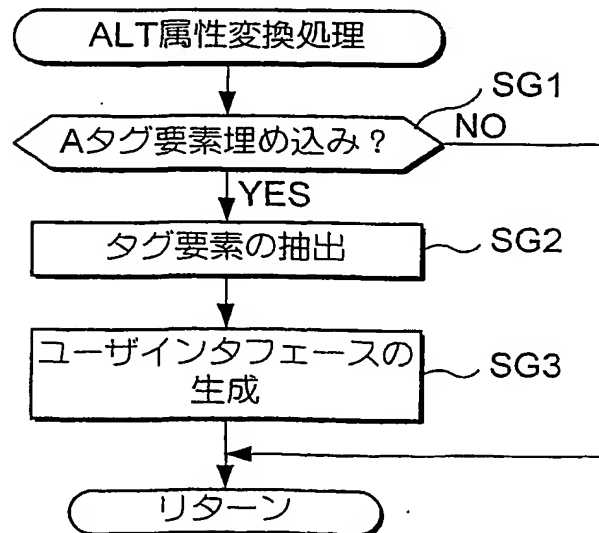 ALT属性変換処理
SG1
Aタグ要素埋め込み?
NO
YES
タグ要素の抽出
SG2
ユーザインタフェースの
生成
SG3
リターン